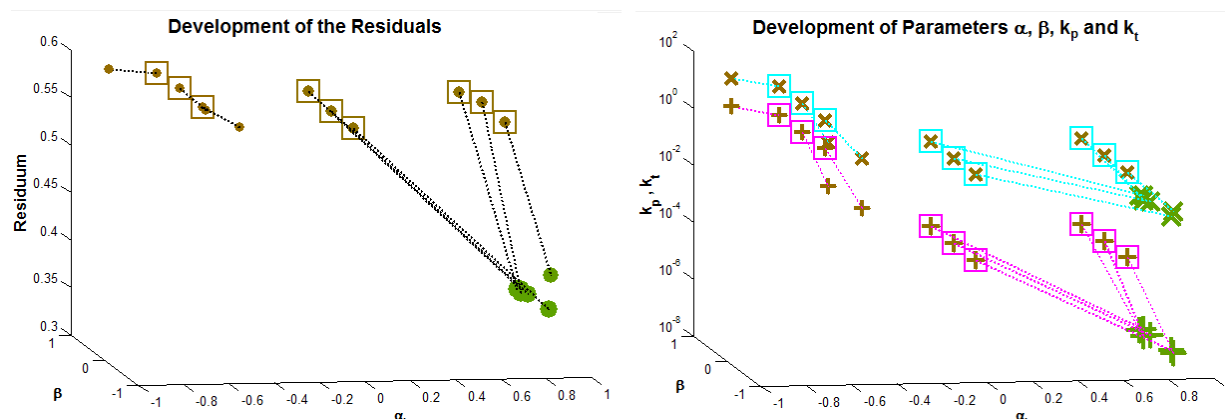 Development of the Residuals
0.6
0.55
0.5
0.45
0.4
0.35
0.3
Residuum
1
0
-1
β
-1 -0.8 -0.6 -0.4 -0.2 0 0.2 0.4 0.6 0.8 1
α
Development of Parameters α, β, kp and kt
10^2
10^0
10^-2
10^-4
10^-6
10^-8
kp, kt
1
0
-1
β
-1 -0.8 -0.6 -0.4 -0.2 0 0.2 0.4 0.6 0.8
α